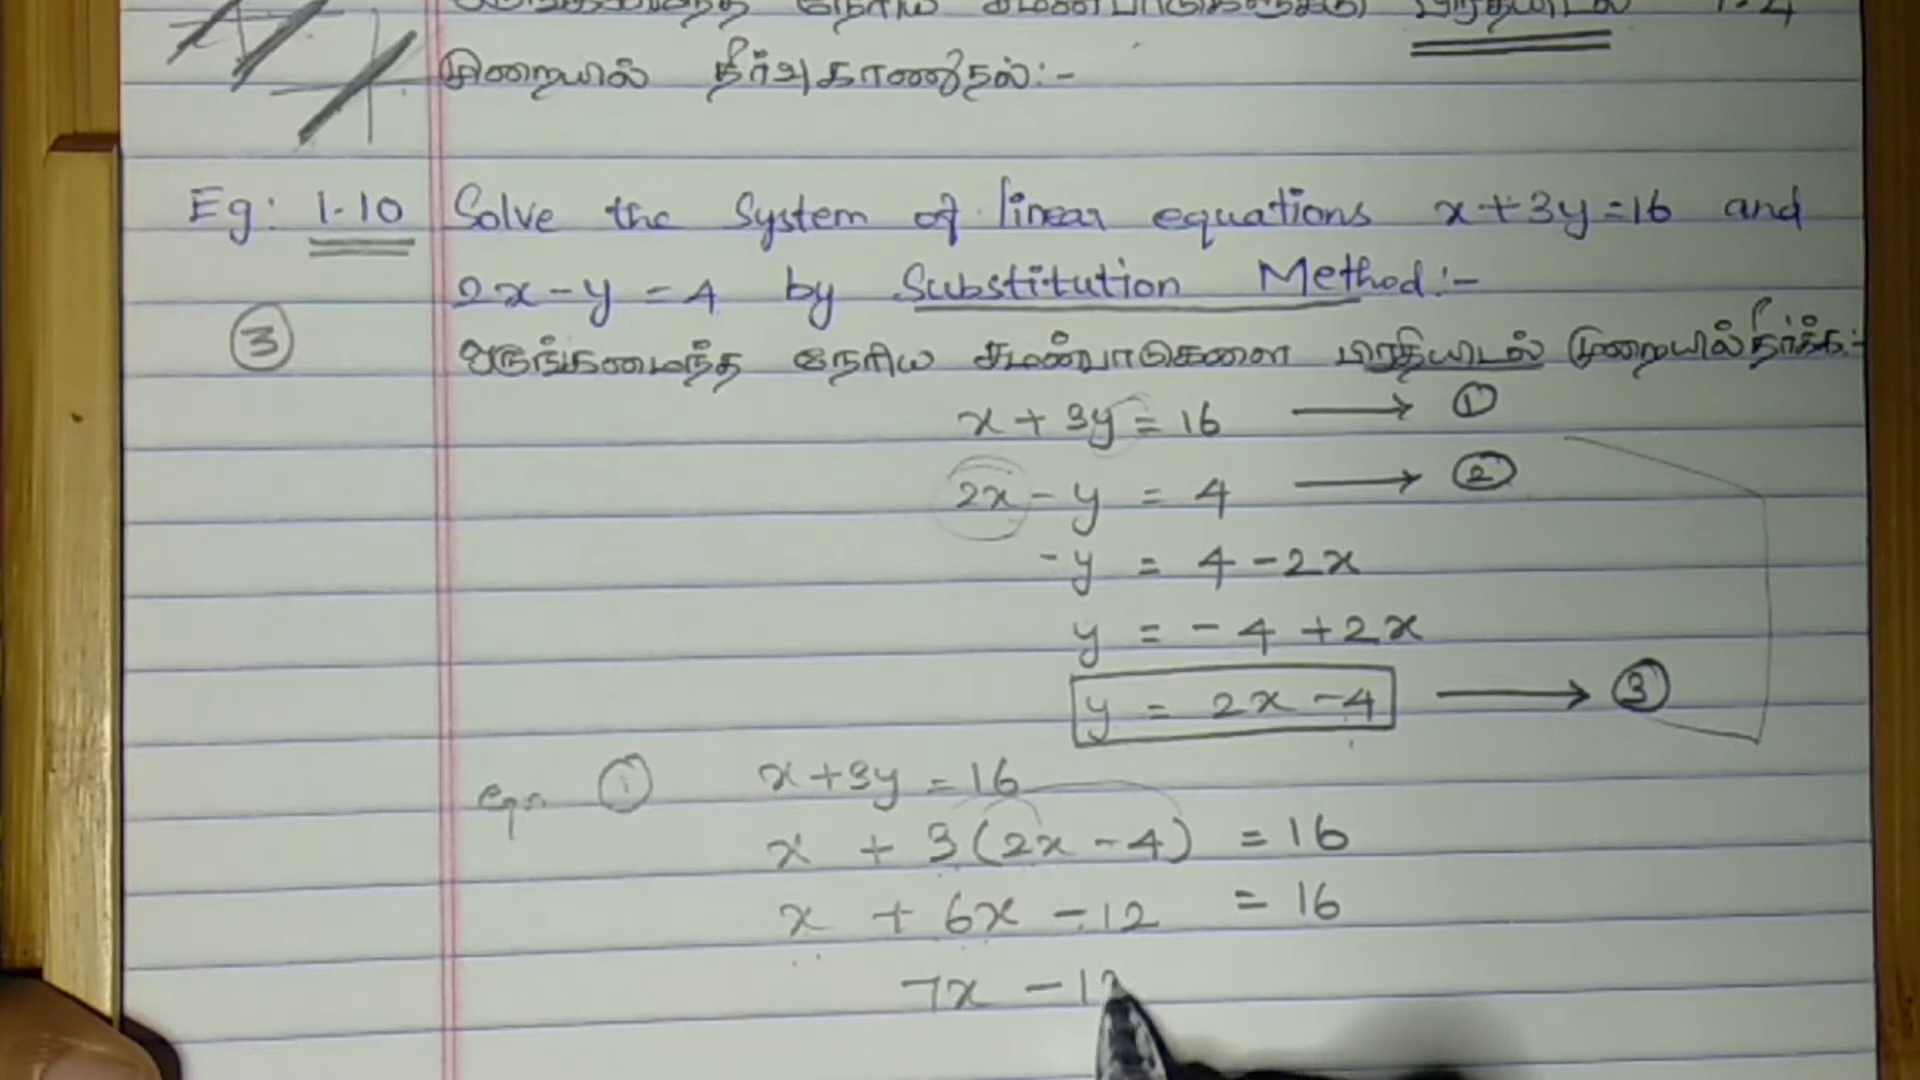 முறையில் தீர்வு காணுதல்:-
Eg: 1.10 Solve the System of linear equations x+3y=16 and
2x-y=4 by Substitution Method:-
③ ஒருங்கமைந்த நேரிய சமன்பாடுகளை பிரதியிடல் முறையில் தீர்க்க:-
x + 3y = 16 → ①
2x - y = 4 → ②
-y = 4 - 2x
y = -4 + 2x
y = 2x - 4 → ③
eqn ① x+3y = 16
x + 3(2x - 4) = 16
x + 6x - 12 = 16
7x - 12